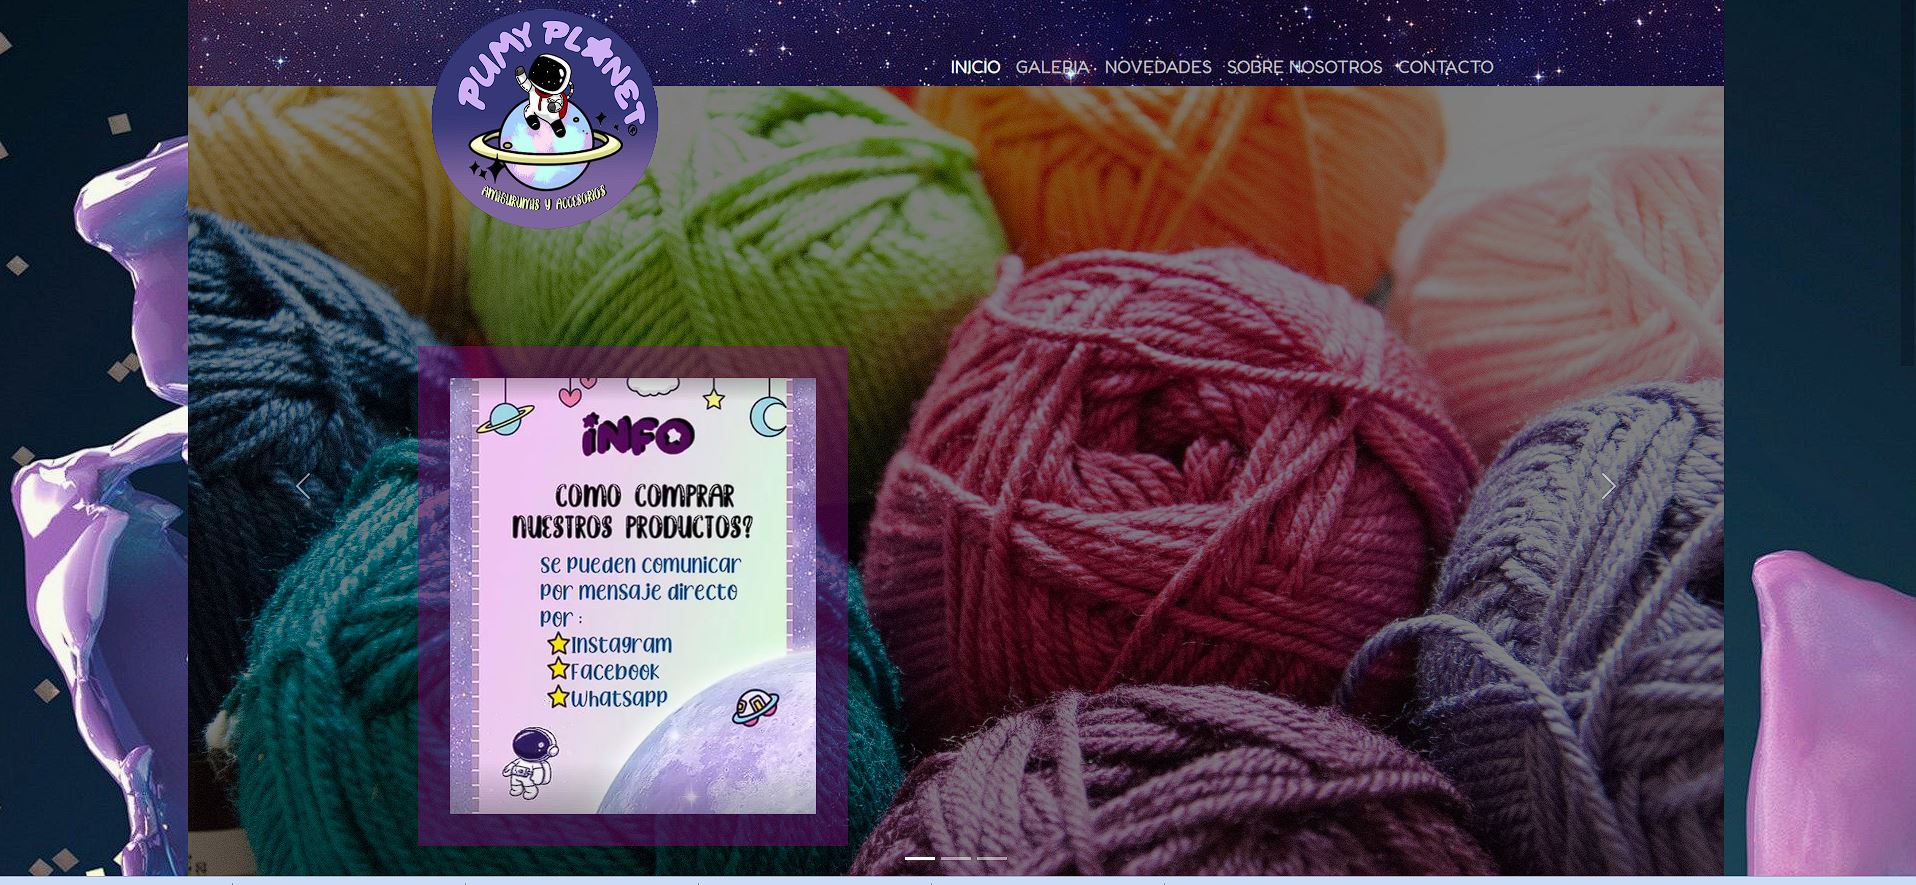 PUMY PLANET
®
AMIGURUMIS Y ACCESORIOS
INICIO GALERIA NOVEDADES SOBRE NOSOTROS CONTACTO
INFO
COMO COMPRAR
NUESTROS PRODUCTOS?
Se pueden comunicar
por mensaje directo
por :
Instagram
Facebook
Whatsapp